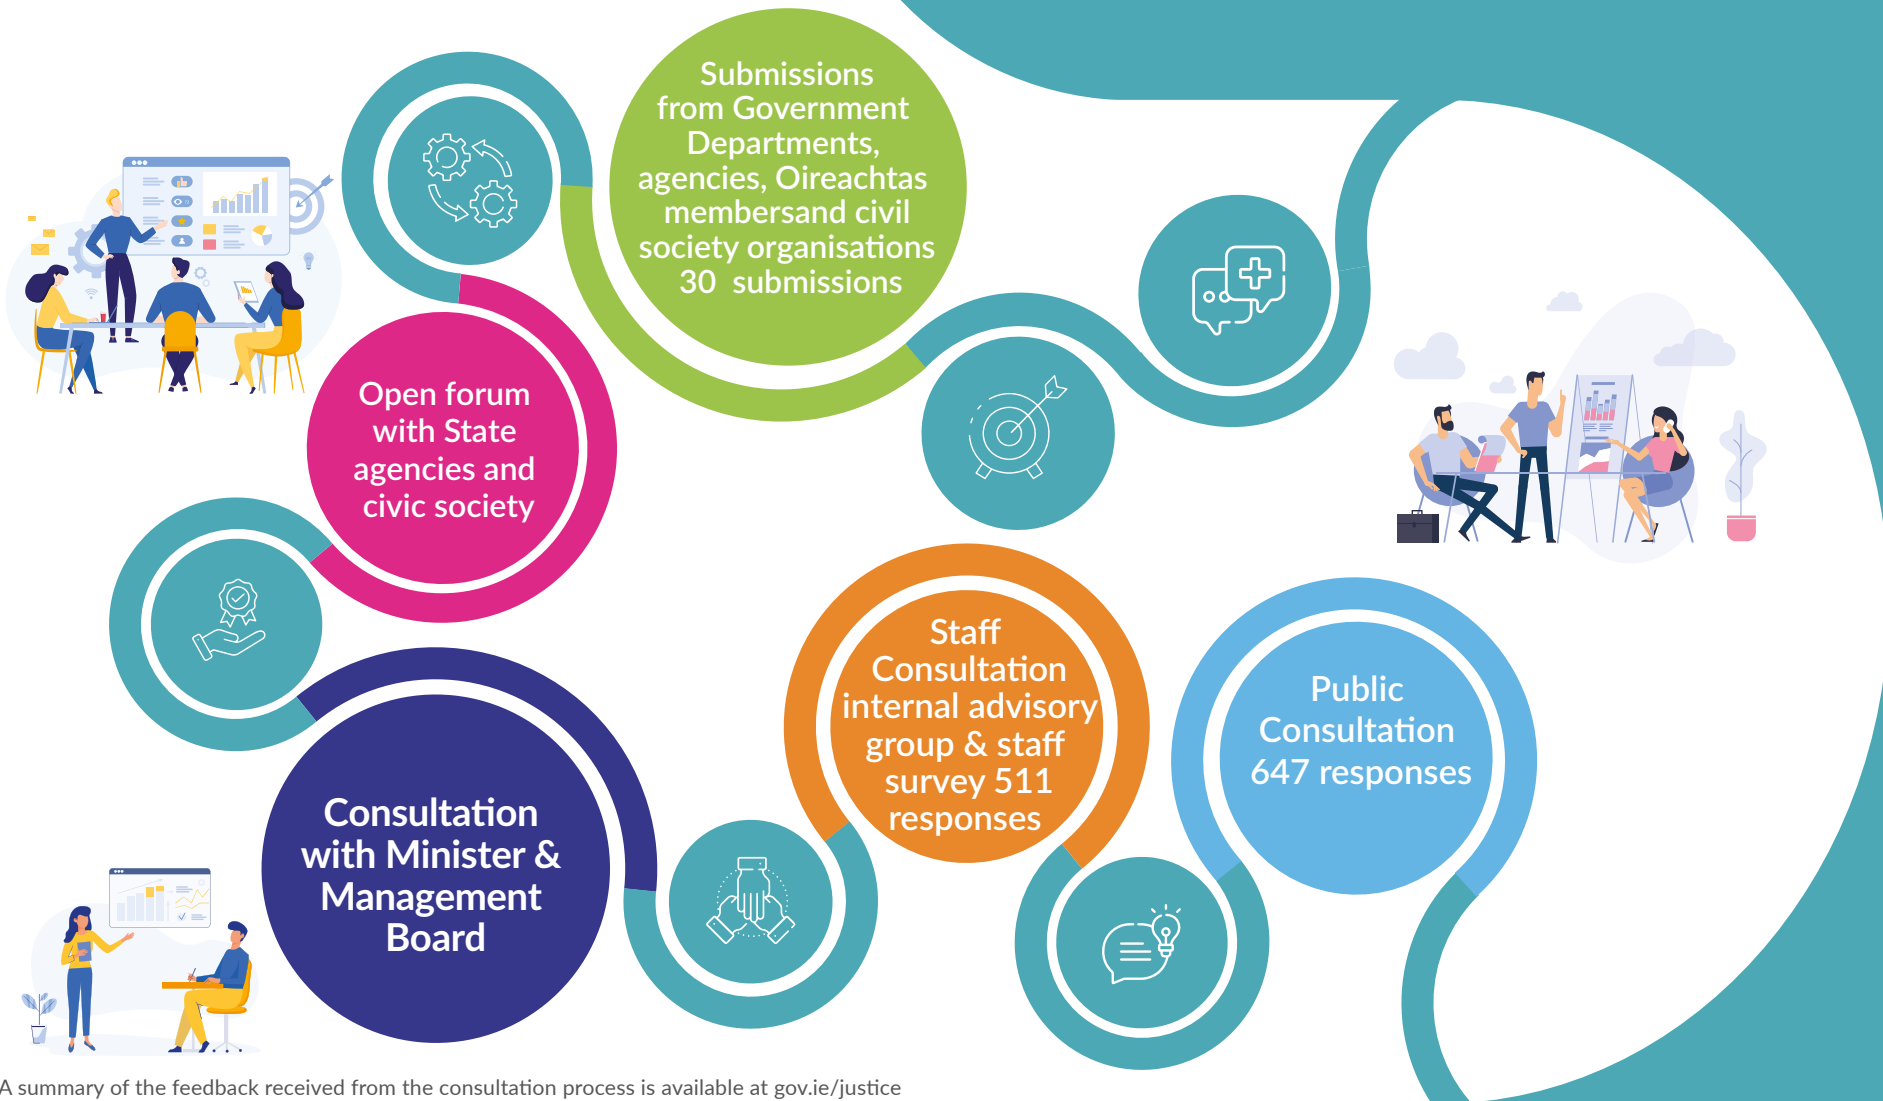 Submissions
from Government
Departments,
agencies, Oireachtas
membersand civil
society organisations
30 submissions
Open forum
with State
agencies and
civic society
Staff
Consultation
internal advisory
group & staff
survey 511
responses
Public
Consultation
647 responses
Consultation
with Minister &
Management
Board
A summary of the feedback received from the consultation process is available at gov.ie/justice